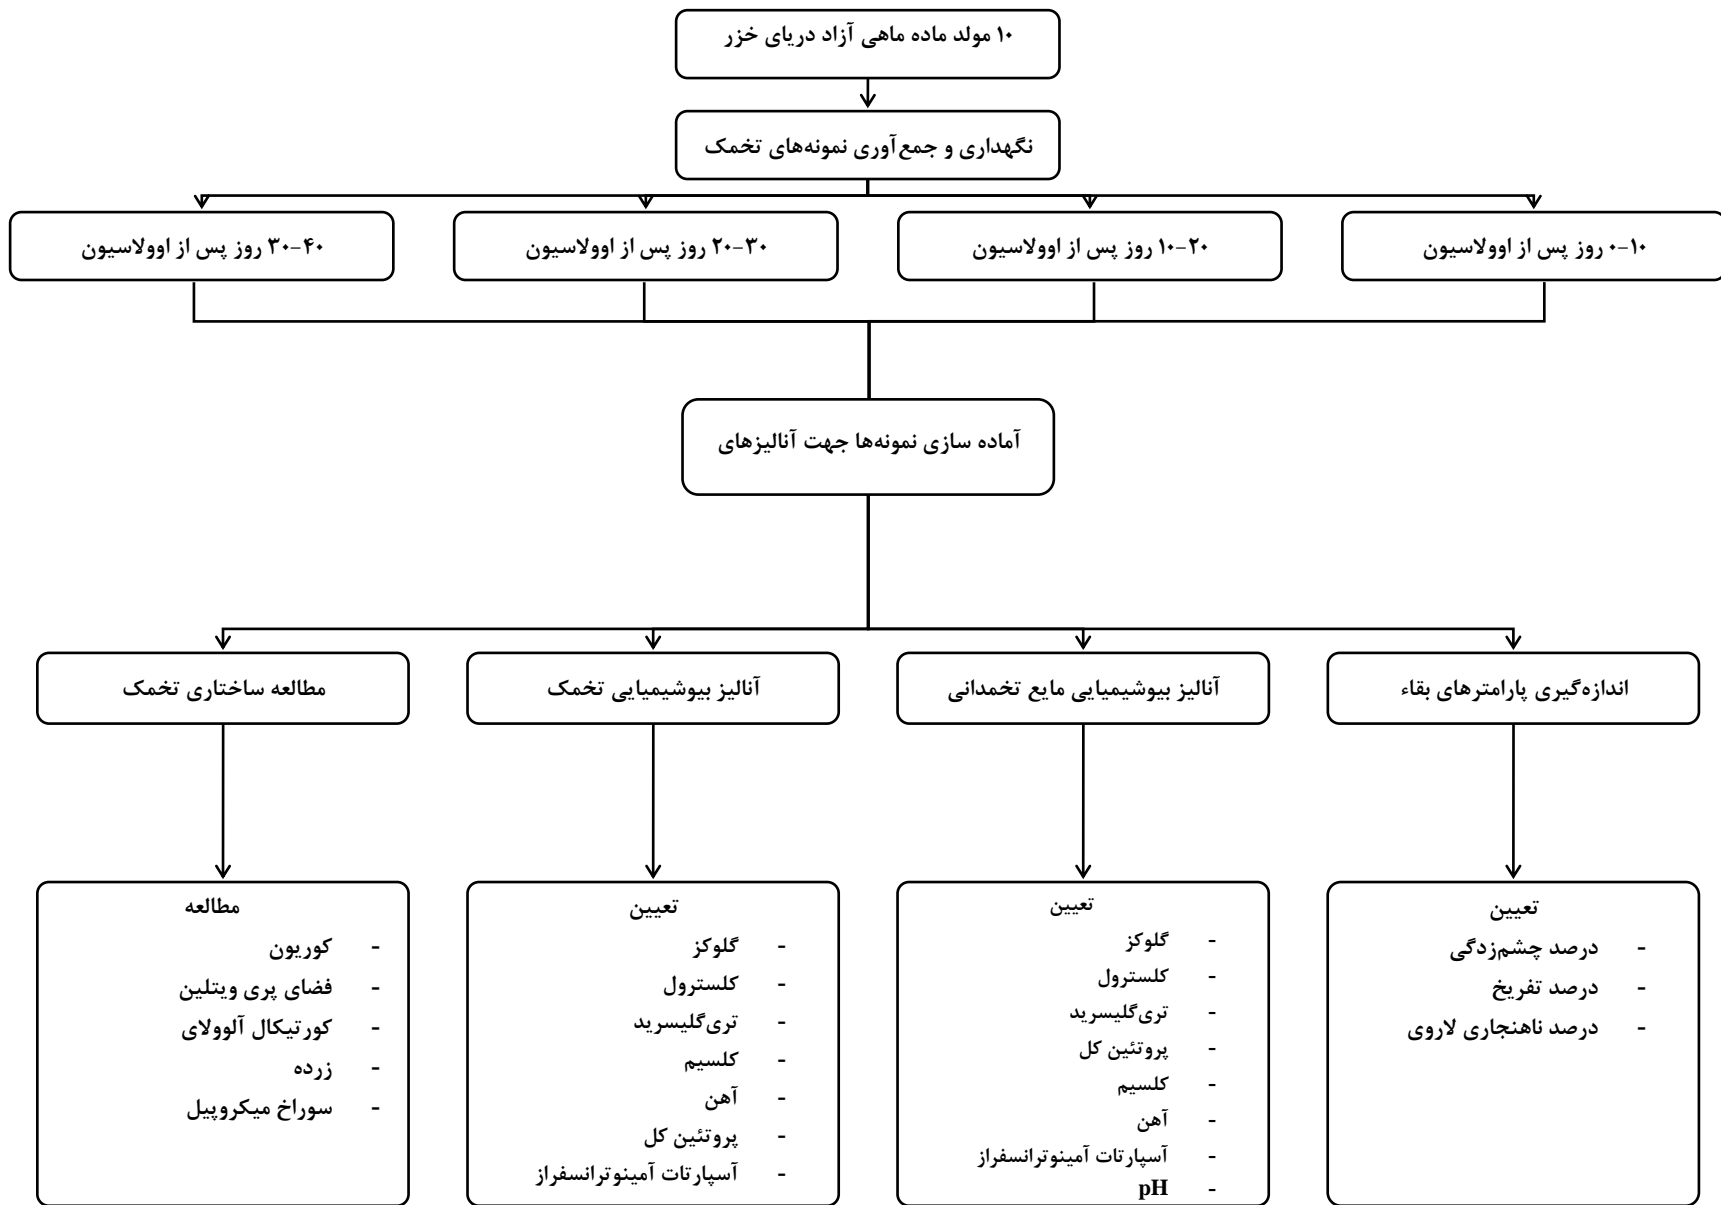 ۱۰ مولد ماده ماهی آزاد دریای خزر
نگهداری و جمع‌آوری نمونه‌های تخمک
۰-۱۰ روز پس از اوولاسیون
۱۰-۲۰ روز پس از اوولاسیون
۲۰-۳۰ روز پس از اوولاسیون
۳۰-۴۰ روز پس از اوولاسیون
آماده سازی نمونه‌ها جهت آنالیزهای
اندازه‌گیری پارامترهای بقاء
آنالیز بیوشیمیایی مایع تخمدانی
آنالیز بیوشیمیایی تخمک
مطالعه ساختاری تخمک
تعیین
- درصد چشم‌زدگی
- درصد تفریخ
- درصد ناهنجاری لاروی
تعیین
- گلوکز
- کلسترول
- تری‌گلیسرید
- پروتئین کل
- کلسیم
- آهن
- آسپارتات آمینوترانسفراز
- pH
تعیین
- گلوکز
- کلسترول
- تری‌گلیسرید
- کلسیم
- آهن
- پروتئین کل
- آسپارتات آمینوترانسفراز
مطالعه
- کوریون
- فضای پری ویتلین
- کورتیکال آلوولای
- زرده
- سوراخ میکروپیل